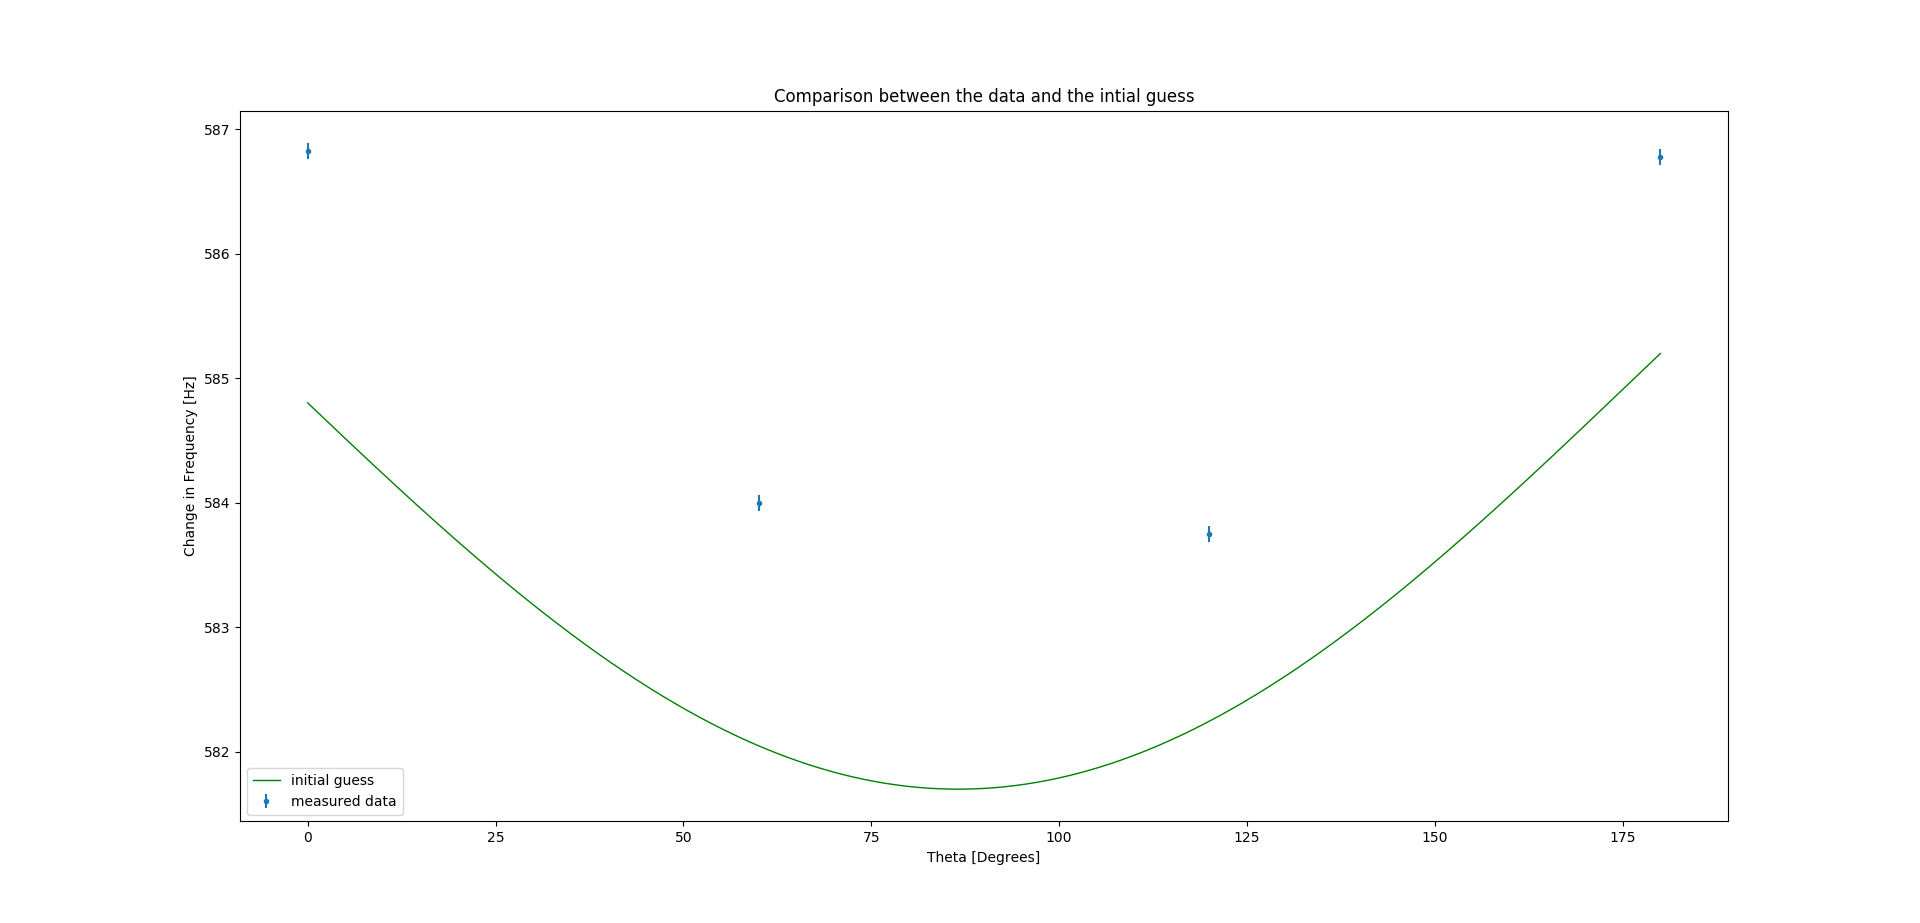 Comparison between the data and the intial guess
587
586
585
584
583
582
Change in Frequency [Hz]
initial guess
measured data
0 25 50 75 100 125 150 175
Theta [Degrees]